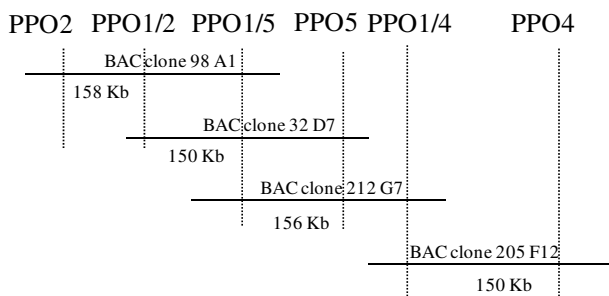 PPO2 PPO1/2 PPO1/5 PPO5 PPO1/4 PPO4
BAC clone 98 A1
158 Kb
BAC clone 32 D7
150 Kb
BAC clone 212 G7
156 Kb
BAC clone 205 F12
150 Kb